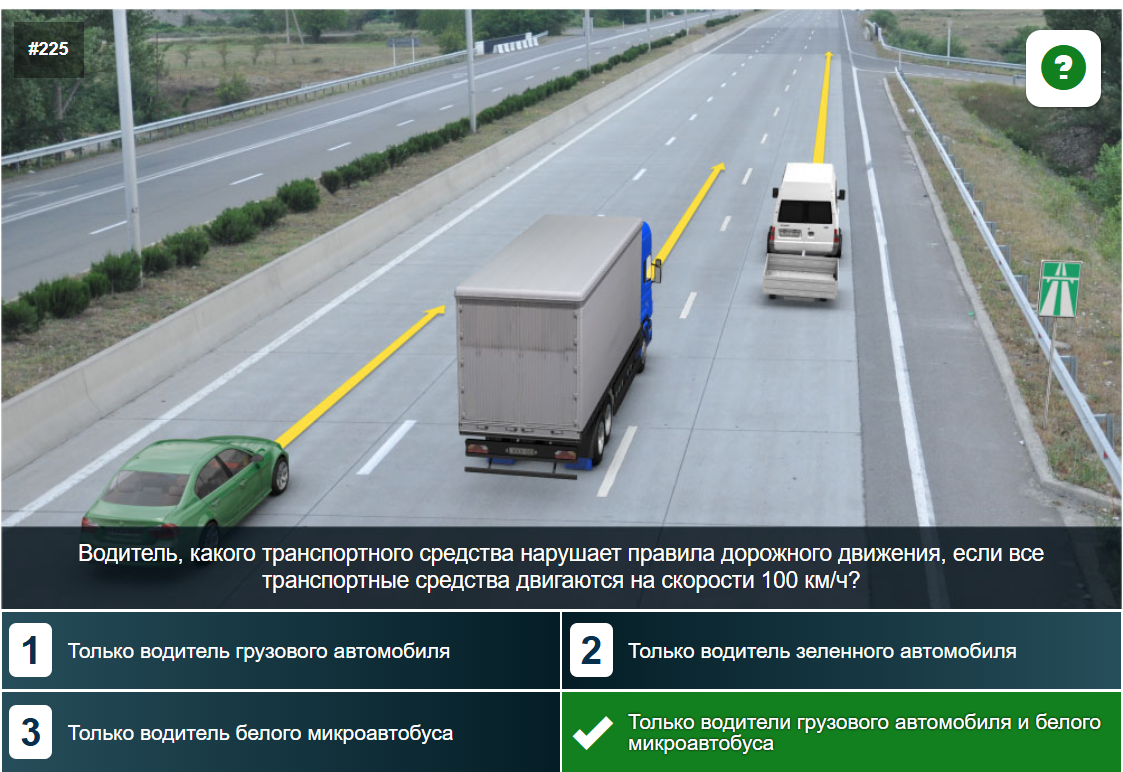 #225
?
Водитель, какого транспортного средства нарушает правила дорожного движения, если все
транспортные средства двигаются на скорости 100 км/ч?
1 Только водитель грузового автомобиля
2 Только водитель зеленного автомобиля
3 Только водитель белого микроавтобуса
Только водители грузового автомобиля и белого
микроавтобуса